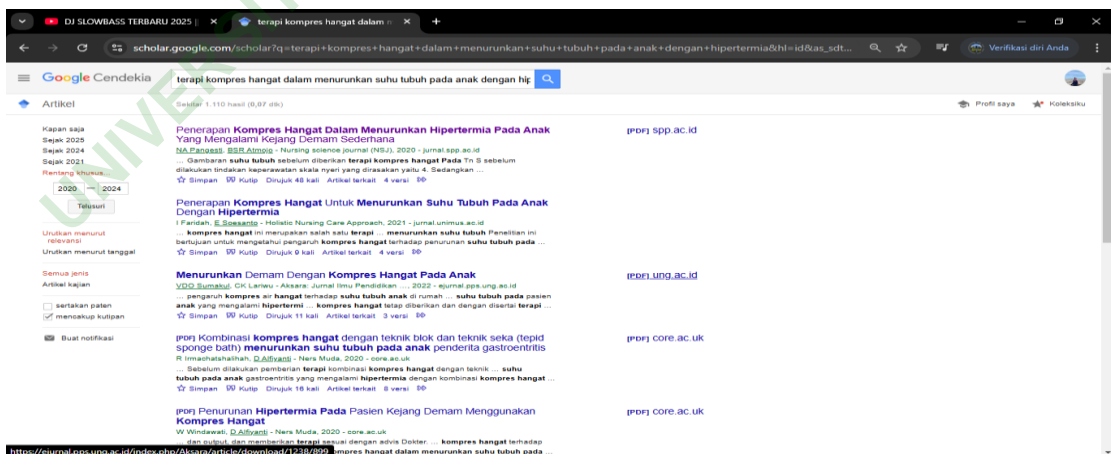 DJ SLOWBASS TERBARU 2025 ||
terapi kompres hangat dalam n
scholar.google.com/scholar?q=terapi+kompres+hangat+dalam+menurunkan+suhu+tubuh+pada+anak+dengan+hipertermia&hl=id&as_sdt...
Verifikasi diri Anda
Google Cendekia
terapi kompres hangat dalam menurunkan suhu tubuh pada anak dengan hip
Artikel
Sekitar 1.110 hasil (0,07 dtk)
Profil saya
Koleksiku
Kapan saja
Sejak 2025
Sejak 2024
Sejak 2021
Rentang khusus...
2020 — 2024
Telusuri
Urutkan menurut relevansi
Urutkan menurut tanggal
Semua jenis
Artikel kajian
sertakan paten
mencakup kutipan
Buat notifikasi
Penerapan Kompres Hangat Dalam Menurunkan Hipertermia Pada Anak
Yang Mengalami Kejang Demam Sederhana
[PDF] spp.ac.id
NA Pangesti, BSR Atmojo - Nursing science journal (NSJ), 2020 - jurnal.spp.ac.id
... Gambaran suhu tubuh sebelum diberikan terapi kompres hangat Pada Tn S sebelum
dilakukan tindakan keperawatan skala nyeri yang dirasakan yaitu 4. Sedangkan ...
Simpan Kutip Dirujuk 48 kali Artikel terkait 4 versi
Penerapan Kompres Hangat Untuk Menurunkan Suhu Tubuh Pada Anak
Dengan Hipertermia
I Faridah, E Soesanto - Holistic Nursing Care Approach, 2021 - jurnal.unimus.ac.id
... kompres hangat ini merupakan salah satu terapi ... menurunkan suhu tubuh Penelitian ini
bertujuan untuk mengetahui pengaruh kompres hangat terhadap penurunan suhu tubuh pada ...
Simpan Kutip Dirujuk 9 kali Artikel terkait 4 versi
Menurunkan Demam Dengan Kompres Hangat Pada Anak
[PDF] ung.ac.id
VDO Sumakul, CK Lariwu - Aksara: Jurnal Ilmu Pendidikan ..., 2022 - ejurnal.pps.ung.ac.id
... pengaruh kompres air hangat terhadap suhu tubuh anak di rumah ... suhu tubuh pada pasien
anak yang mengalami hipertermi ... kompres hangat tetap diberikan dan dengan disertai terapi ...
Simpan Kutip Dirujuk 11 kali Artikel terkait 3 versi
[PDF] Kombinasi kompres hangat dengan teknik blok dan teknik seka (tepid
sponge bath) menurunkan suhu tubuh pada anak penderita gastroentritis
[PDF] core.ac.uk
R Irmachatshalihah, D Alfiyanti - Ners Muda, 2020 - core.ac.uk
... Sebelum dilakukan pemberian terapi kombinasi kompres hangat dengan teknik ... suhu
tubuh pada anak gastroentritis yang mengalami hipertermia dengan kombinasi kompres hangat ...
Simpan Kutip Dirujuk 16 kali Artikel terkait 8 versi
[PDF] Penurunan Hipertermia Pada Pasien Kejang Demam Menggunakan
Kompres Hangat
[PDF] core.ac.uk
W Windawati, D Alfiyanti - Ners Muda, 2020 - core.ac.uk
... dan output, dan memberikan terapi sesuai dengan advis Dokter. ... kompres hangat terhadap
kompres hangat dalam menurunkan suhu tubuh pada ...
https://ejurnal.pps.ung.ac.id/index.php/Aksara/article/download/1238/899